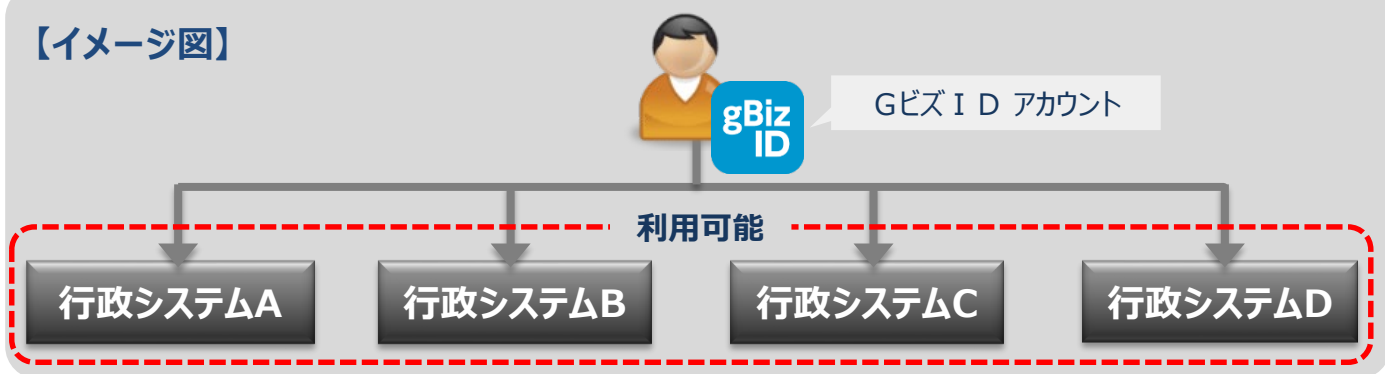 【イメージ図】
gBiz
ID
GビズＩＤ アカウント
利用可能
行政システムA
行政システムB
行政システムC
行政システムD